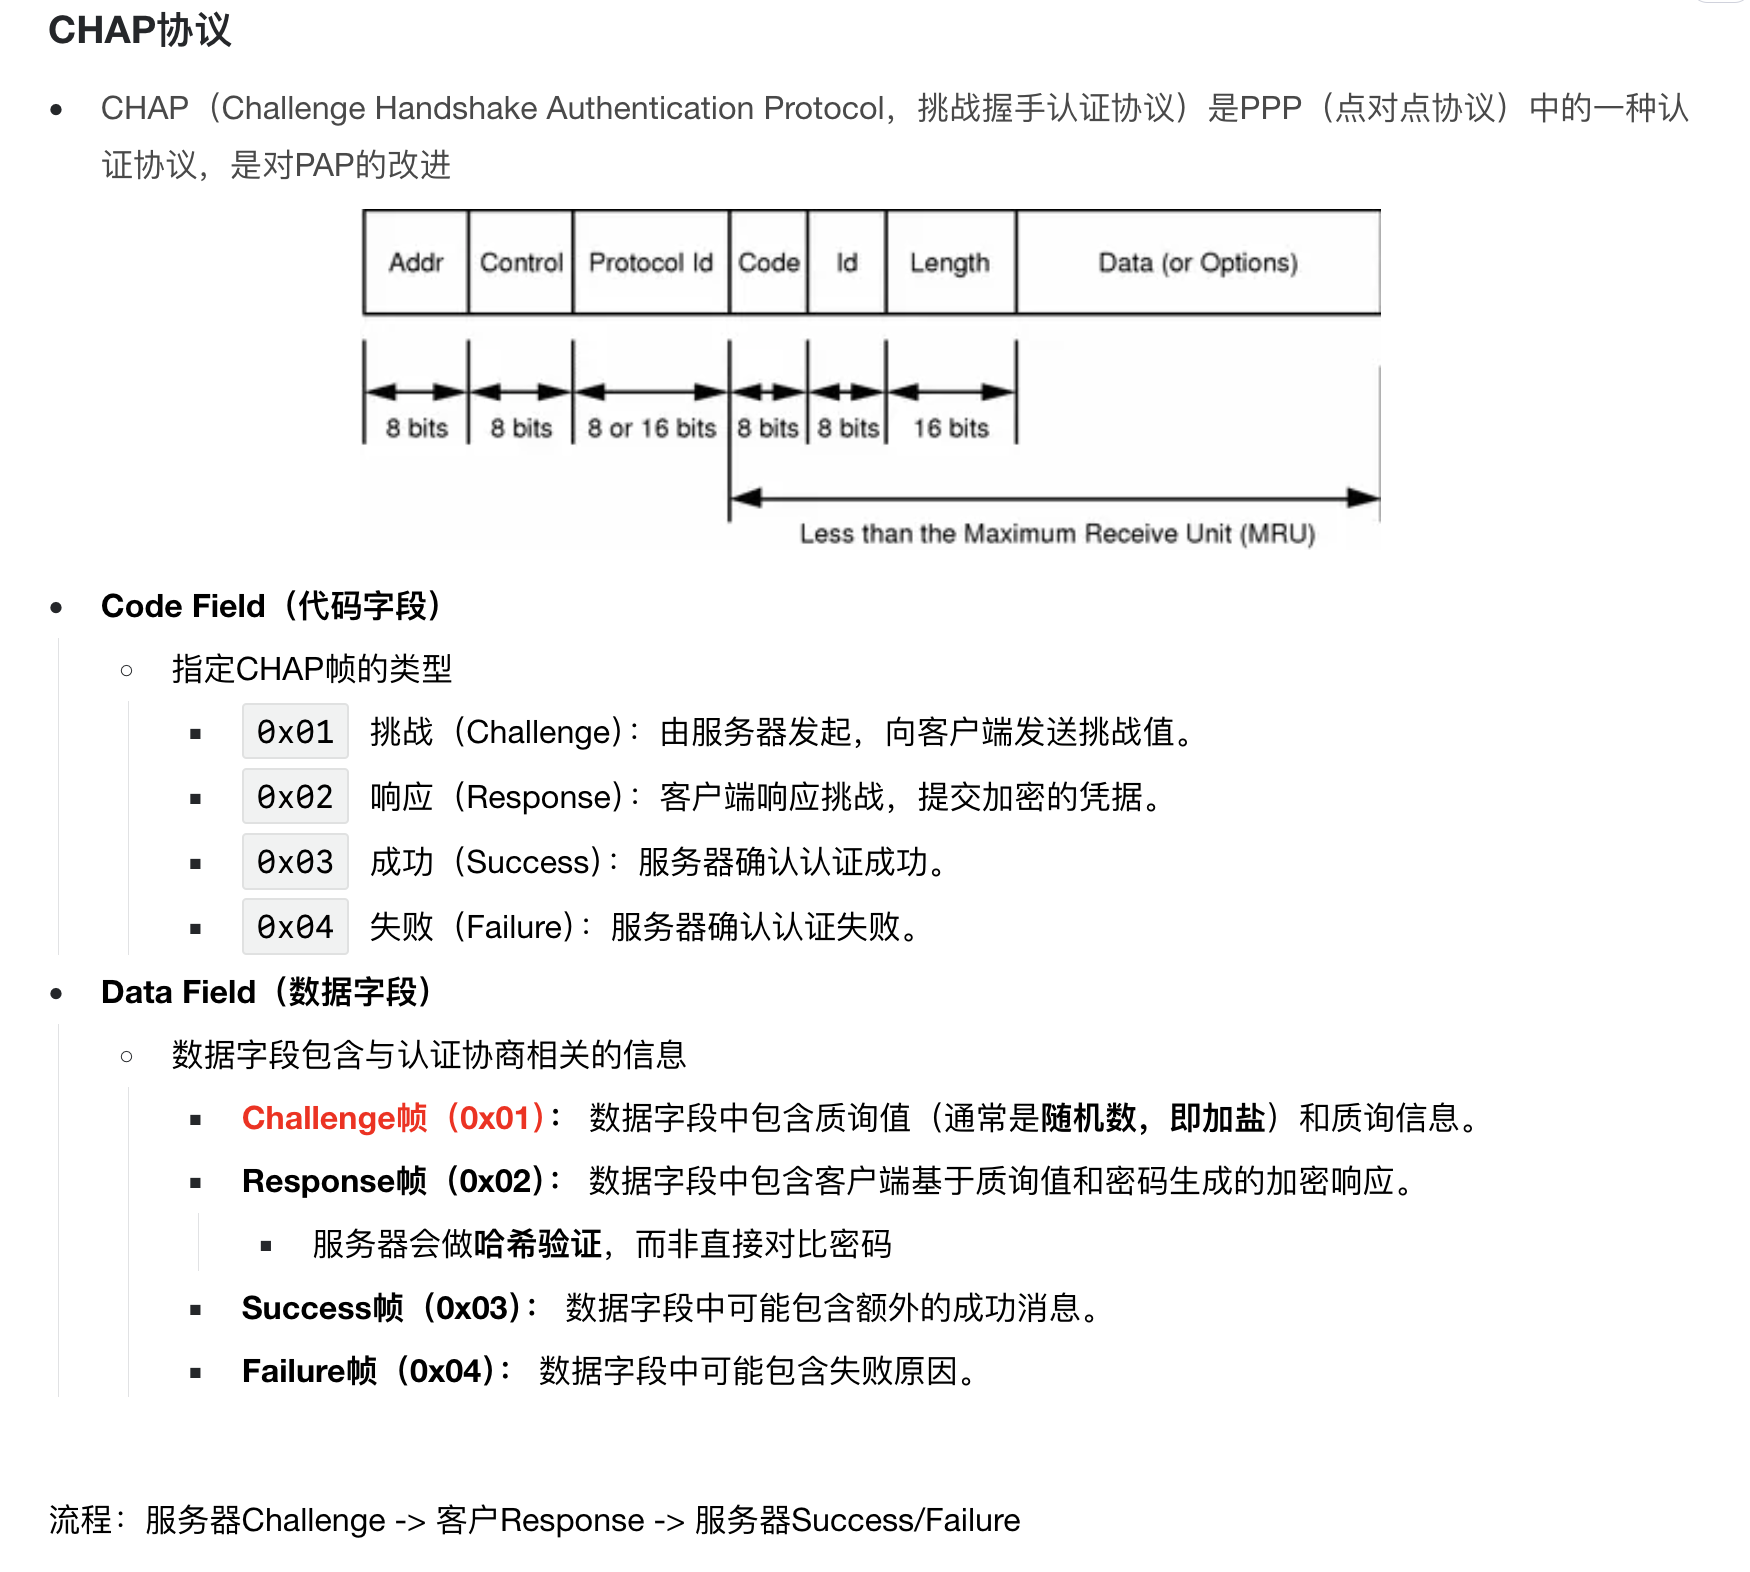 CHAP协议
CHAP（Challenge Handshake Authentication Protocol，挑战握手认证协议）是PPP（点对点协议）中的一种认
证协议，是对PAP的改进
Addr Control Protocol Id Code Id Length Data (or Options)
8 bits 8 bits 8 or 16 bits 8 bits 8 bits 16 bits
Less than the Maximum Receive Unit (MRU)
Code Field（代码字段）
指定CHAP帧的类型
0x01 挑战（Challenge）：由服务器发起，向客户端发送挑战值。
0x02 响应（Response）：客户端响应挑战，提交加密的凭据。
0x03 成功（Success）：服务器确认认证成功。
0x04 失败（Failure）：服务器确认认证失败。
Data Field（数据字段）
数据字段包含与认证协商相关的信息
Challenge帧（0x01）： 数据字段中包含质询值（通常是随机数，即加盐）和质询信息。
Response帧（0x02）： 数据字段中包含客户端基于质询值和密码生成的加密响应。
服务器会做哈希验证，而非直接对比密码
Success帧（0x03）： 数据字段中可能包含额外的成功消息。
Failure帧（0x04）： 数据字段中可能包含失败原因。
流程：服务器Challenge -> 客户Response -> 服务器Success/Failure